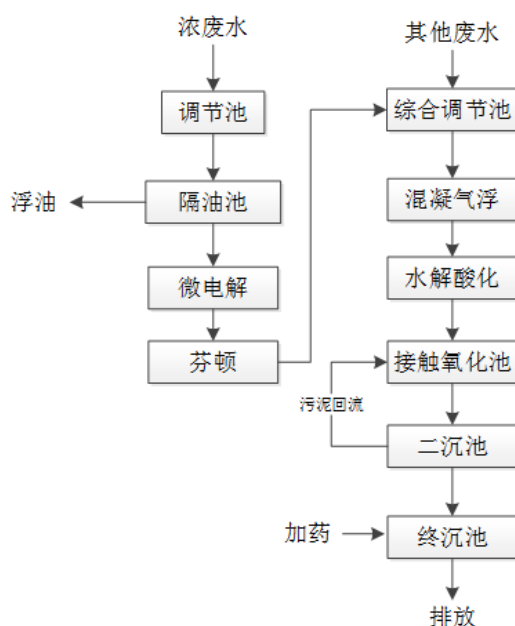 浓废水
调节池
隔油池
浮油
微电解
芬顿
其他废水
综合调节池
混凝气浮
水解酸化
接触氧化池
污泥回流
二沉池
加药
终沉池
排放